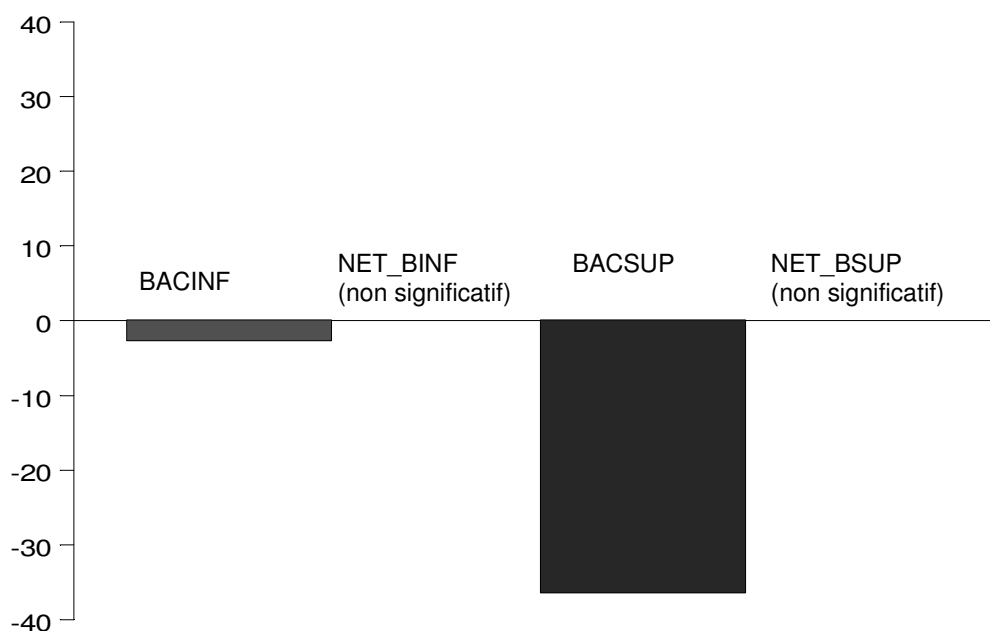 40
30
20
10
0
-10
-20
-30
-40
BACINF
NET_BINF
(non significatif)
BACSUP
NET_BSUP
(non significatif)